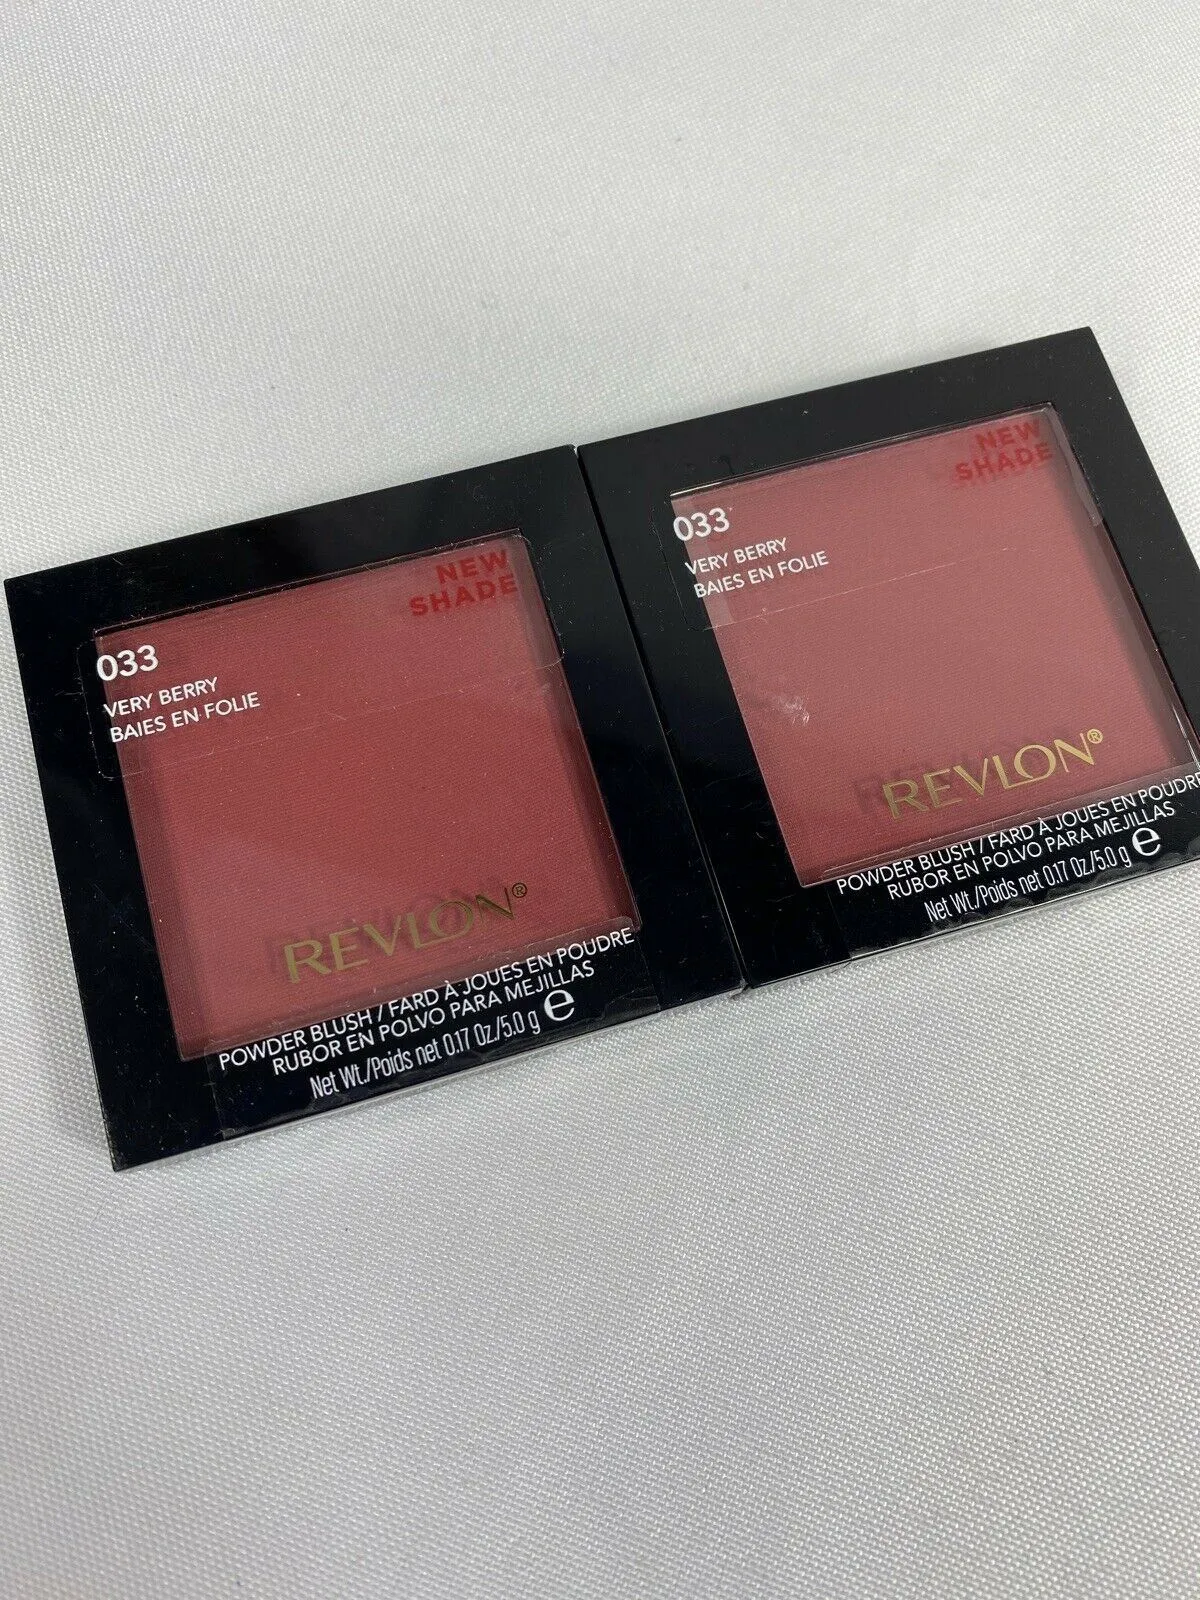 033
VERY BERRY
BAIES EN FOLIE
NEW
SHADE
REVLON®
POWDER BLUSH / FARD À JOUES EN POUDRE
RUBOR EN POLVO PARA MEJILLAS
Net Wt./Poids net 0.17 Oz./5.0 g e
033
VERY BERRY
BAIES EN FOLIE
NEW
SHADE
REVLON®
POWDER BLUSH / FARD À JOUES EN POUDRE
RUBOR EN POLVO PARA MEJILLAS
Net Wt./Poids net 0.17 Oz./5.0 g e